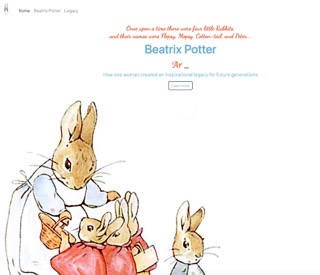 Home Beatrix Potter Legacy
Once upon a time there were four little Rabbits,
and their names were Flopsy, Mopsy, Cotton-tail, and Peter...
Beatrix Potter
Ar _
How one woman created an inspirational legacy for future generations
Learn more